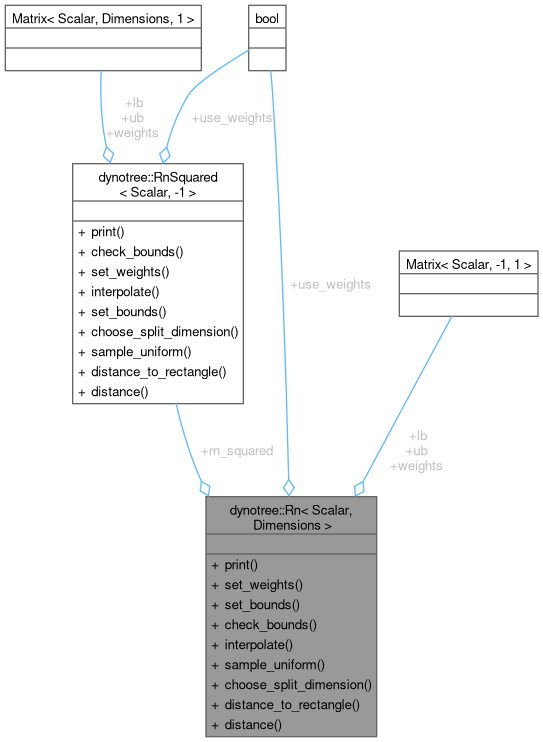 Matrix< Scalar, Dimensions, 1 >
bool
+lb
+ub
+weights
+use_weights
dynotree::RnSquared
< Scalar, -1 >
+ print()
+ check_bounds()
+ set_weights()
+ interpolate()
+ set_bounds()
+ choose_split_dimension()
+ sample_uniform()
+ distance_to_rectangle()
+ distance()
Matrix< Scalar, -1, 1 >
+use_weights
+lb
+ub
+weights
+rn_squared
dynotree::Rn< Scalar,
Dimensions >
+ print()
+ set_weights()
+ set_bounds()
+ check_bounds()
+ interpolate()
+ sample_uniform()
+ choose_split_dimension()
+ distance_to_rectangle()
+ distance()